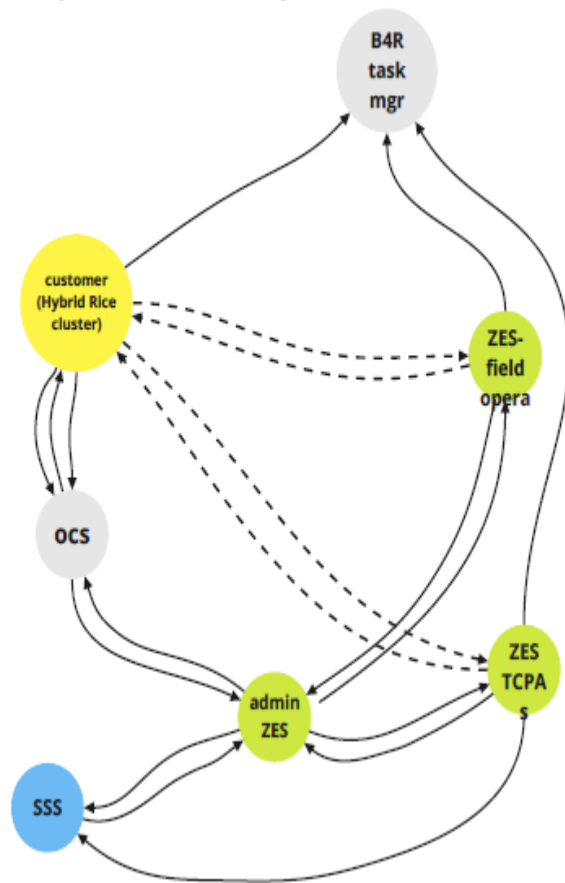 B4R
task
mgr
customer
(Hybrid Rice
cluster)
ZES-
field
opera
OCS
ZES
TCPA
s
admin
ZES
SSS